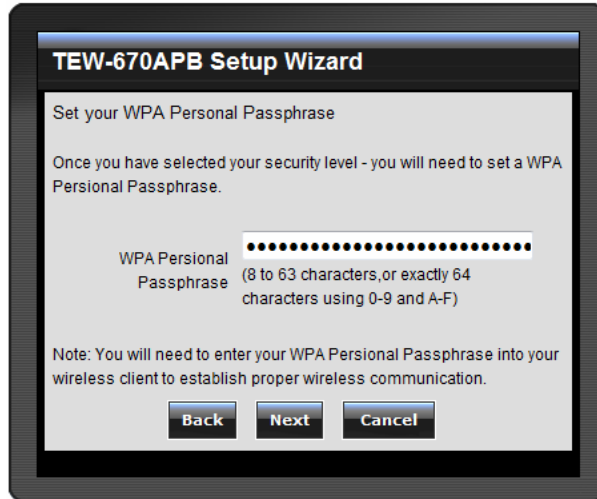 TEW-670APB Setup Wizard
Set your WPA Personal Passphrase
Once you have selected your security level - you will need to set a WPA
Persional Passphrase.
WPA Persional
Passphrase
●●●●●●●●●●●●●●●●●●●●●●●●●●●
(8 to 63 characters,or exactly 64
characters using 0-9 and A-F)
Note: You will need to enter your WPA Persional Passphrase into your
wireless client to establish proper wireless communication.
Back Next Cancel